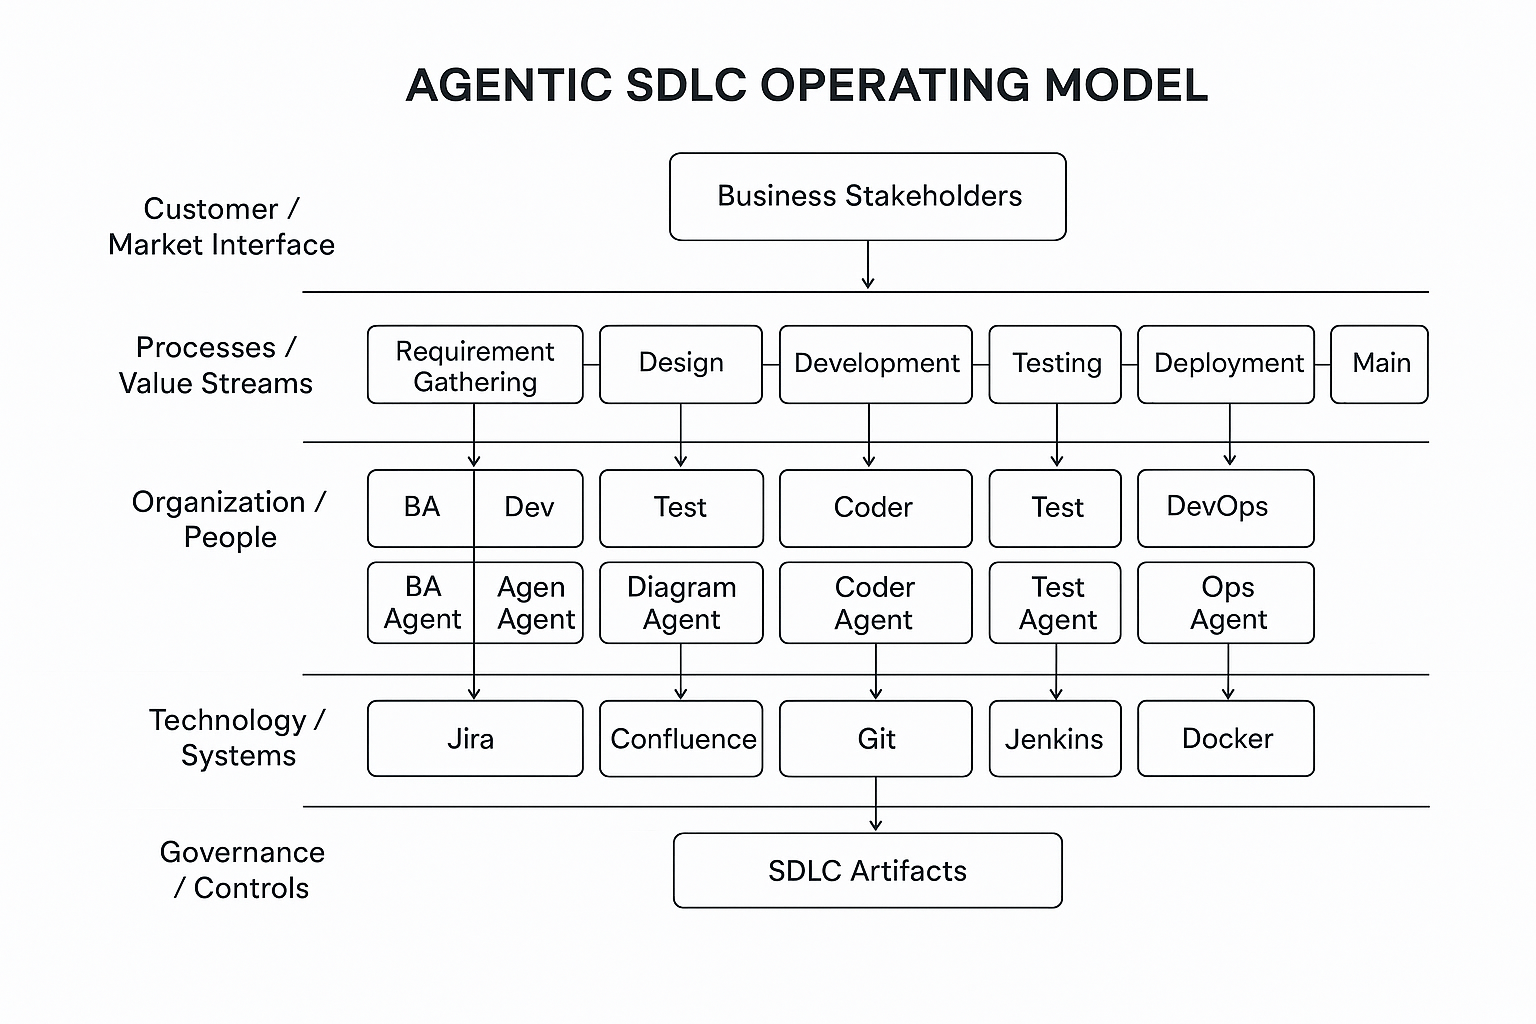 AGENTIC SDLC OPERATING MODEL
Customer /
Market Interface
Business Stakeholders
Processes /
Value Streams
Requirement
Gathering
Design
Development
Testing
Deployment
Main
Organization /
People
BA
Dev
Test
Coder
Test
DevOps
BA
Agent
Agen
Agent
Diagram
Agent
Coder
Agent
Test
Agent
Ops
Agent
Technology /
Systems
Jira
Confluence
Git
Jenkins
Docker
Governance
/ Controls
SDLC Artifacts